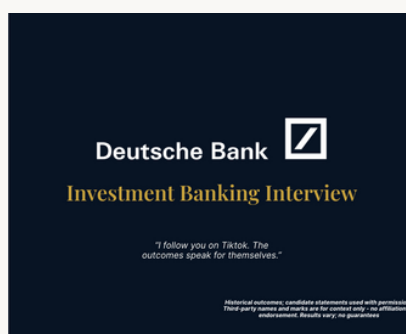 Deutsche Bank
Investment Banking Interview
"I follow you on Tiktok. The
outcomes speak for themselves."
Historical outcomes; candidate statements used with
Third-party names and marks are for context only - no affiliation
endorsement. Results vary; no guarantees